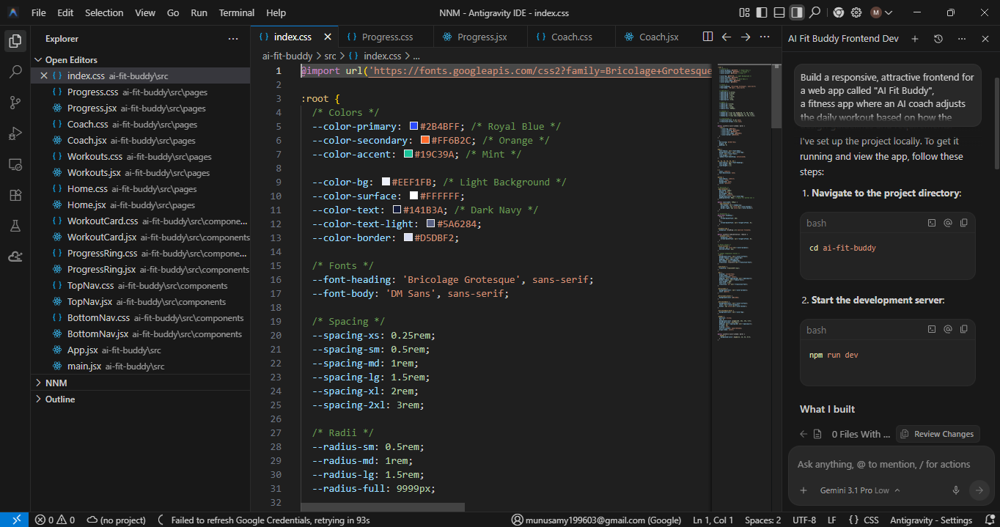 File Edit Selection View Go Run Terminal Help NNM - Antigravity IDE - index.css M
Explorer
Open Editors
index.css ai-fit-buddy\src
Progress.css ai-fit-buddy\src\pages
Progress.jsx ai-fit-buddy\src\pages
Coach.css ai-fit-buddy\src\pages
Coach.jsx ai-fit-buddy\src\pages
Workouts.css ai-fit-buddy\src\pages
Workouts.jsx ai-fit-buddy\src\pages
Home.css ai-fit-buddy\src\pages
Home.jsx ai-fit-buddy\src\pages
WorkoutCard.css ai-fit-buddy\src\compone...
WorkoutCard.jsx ai-fit-buddy\src\components
ProgressRing.css ai-fit-buddy\src\compone...
ProgressRing.jsx ai-fit-buddy\src\components
TopNav.css ai-fit-buddy\src\components
TopNav.jsx ai-fit-buddy\src\components
BottomNav.css ai-fit-buddy\src\components
BottomNav.jsx ai-fit-buddy\src\components
App.jsx ai-fit-buddy\src
main.jsx ai-fit-buddy\src
NNM
Outline
index.css Progress.css Progress.jsx Coach.css Coach.jsx
ai-fit-buddy > src > {} index.css > ...
1 @import url('https://fonts.googleapis.com/css2?family=Bricolage+Grotesque
2
3 :root {
4 /* Colors */
5 --color-primary: #2B4BFF; /* Royal Blue */
6 --color-secondary: #FF6B2C; /* Orange */
7 --color-accent: #19C39A; /* Mint */
8
9 --color-bg: #EEF1FB; /* Light Background */
10 --color-surface: #FFFFFF;
11 --color-text: #141B3A; /* Dark Navy */
12 --color-text-light: #5A6284;
13 --color-border: #D5DBF2;
14
15 /* Fonts */
16 --font-heading: 'Bricolage Grotesque', sans-serif;
17 --font-body: 'DM Sans', sans-serif;
18
19 /* Spacing */
20 --spacing-xs: 0.25rem;
21 --spacing-sm: 0.5rem;
22 --spacing-md: 1rem;
23 --spacing-lg: 1.5rem;
24 --spacing-xl: 2rem;
25 --spacing-2xl: 3rem;
26
27 /* Radii */
28 --radius-sm: 0.5rem;
29 --radius-md: 1rem;
30 --radius-lg: 1.5rem;
31 --radius-full: 9999px;
32
AI Fit Buddy Frontend Dev
Build a responsive, attractive frontend for
a web app called "AI Fit Buddy",
a fitness app where an AI coach adjusts
the daily workout based on how the
I've set up the project locally. To get it
running and view the app, follow these
steps:
1. Navigate to the project directory:
bash
cd ai-fit-buddy
2. Start the development server:
bash
npm run dev
What I built
0 Files With ... Review Changes
Ask anything, @ to mention, / for actions
Gemini 3.1 Pro Low
0 0 (no project) Failed to refresh Google Credentials, retrying in 93s munusamy199603@gmail.com (Google) Ln 1, Col 1 Spaces: 2 UTF-8 LF {} CSS Antigravity - Settings